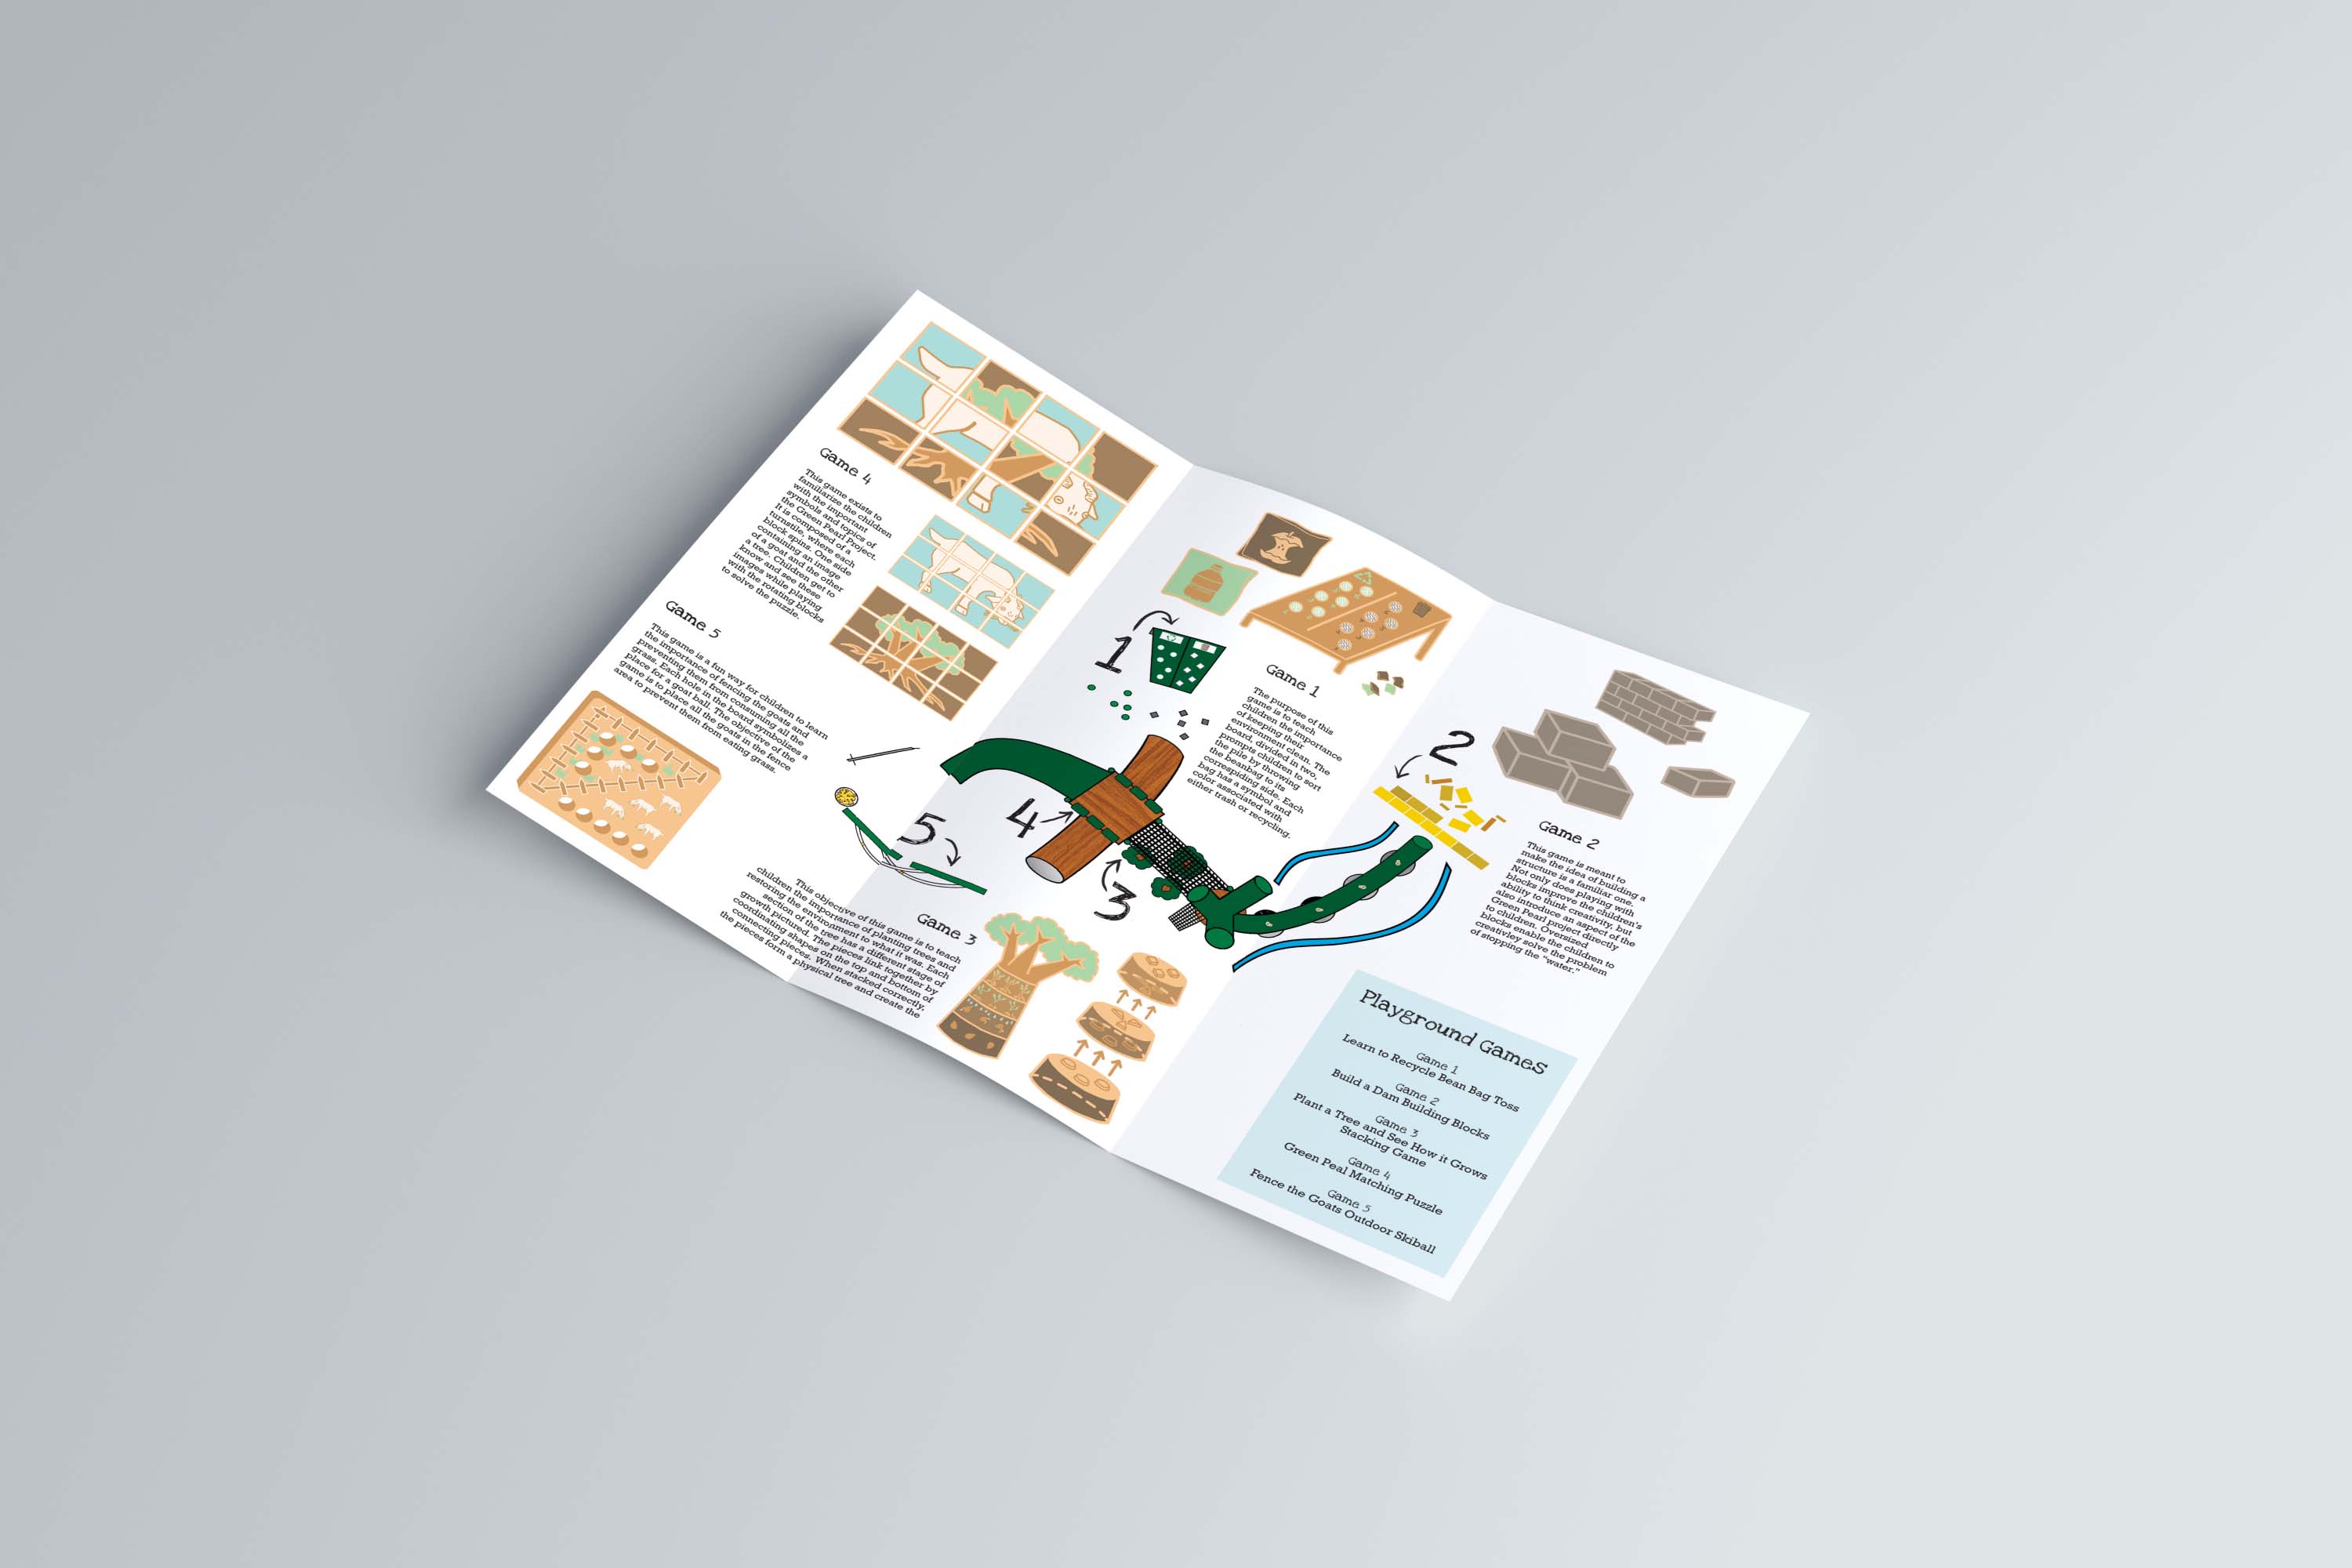 Game 4
This game exists to
familiarize the children
with the important
symbols and topics of
the Green Pearl Project.
It is composed of a
turnstile, where each
block spins. One side
containing an image
of a goat and the other
a tree. Children get to
know and see these
images while playing
with the rotating blocks
to solve the puzzle.
Game 5
This game is a fun way for children to learn
the importance of fencing the goats and
preventing them from consuming all the
grass. Each hole in the board symbolizes a
place for a goat ball. The objective of the
game is to place all the goats in the fence
area to prevent them from eating grass.
1
Game 1
The purpose of this
game is to teach
children the importance
of keeping their
environment clean. The
board, divided in two,
prompts children to sort
the pile by throwing
the beanbag to its
correspiding side. Each
bag has a symbol and
color associated with
either trash or recycling.
4
5
3
Game 3
This objective of this game is to teach
children the importance of planting trees and
restoring the environment to what it was. Each
section of the tree has a different stage of
growth pictured. The pieces link together by
coordinating shapes on the top and bottom of
connecting pieces. When stacked correctly,
the pieces form a physical tree and create the
2
Game 2
This game is meant to
make the idea of building a
structure is a familiar one.
Not only does playing with
blocks improve the children's
ability to think creativity, but
also introduce an aspect of the
Green Pearl project directly
to children. Oversized
blocks enable the children to
creativley solve the problem
of stopping the "water."
Playground Games
Game 1
Learn to Recycle Bean Bag Toss
Game 2
Build a Dam Building Blocks
Game 3
Plant a Tree and See How it Grows
Stacking Game
Game 4
Green Peal Matching Puzzle
Game 5
Fence the Goats Outdoor Skiball